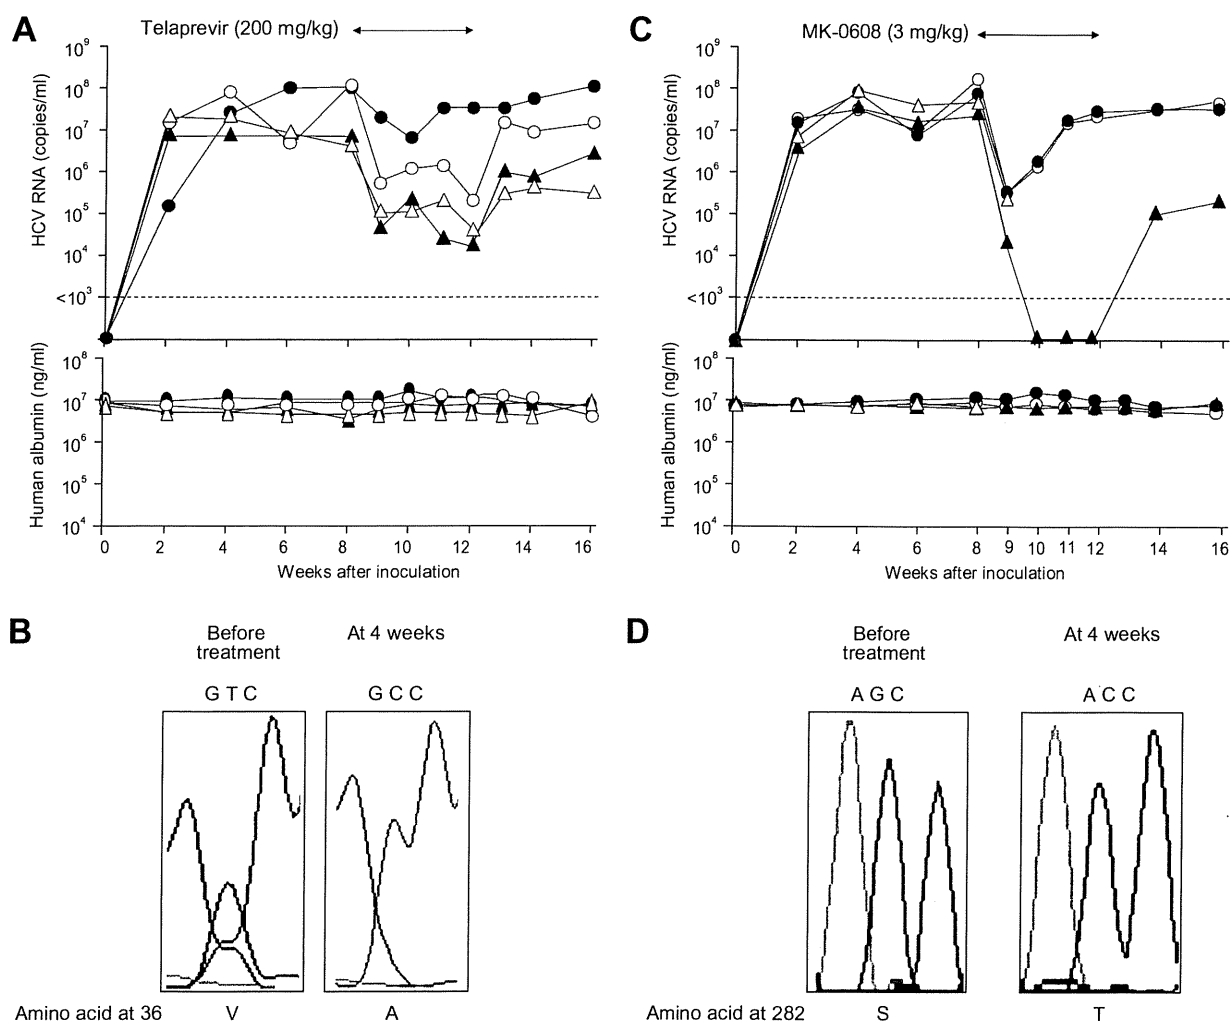 A
Telaprevir (200 mg/kg)
HCV RNA (copies/ml)
10⁹
10⁸
10⁷
10⁶
10⁵
10⁴
<10³
Human albumin (ng/ml)
10⁸
10⁷
10⁶
10⁵
10⁴
0 2 4 6 8 10 12 14 16
Weeks after inoculation
C
MK-0608 (3 mg/kg)
HCV RNA (copies/ml)
10⁹
10⁸
10⁷
10⁶
10⁵
10⁴
<10³
Human albumin (ng/ml)
10⁸
10⁷
10⁶
10⁵
10⁴
0 2 4 6 8 9 10 11 12 14 16
Weeks after inoculation
B
Before
treatment
At 4 weeks
G T C
G C C
Amino acid at 36 V A
D
Before
treatment
At 4 weeks
A G C
A C C
Amino acid at 282 S T